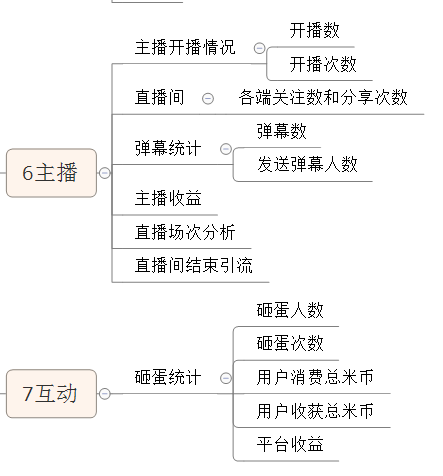 主播开播情况
开播数
开播次数
直播间
各端关注数和分享次数
6主播
弹幕统计
弹幕数
发送弹幕人数
主播收益
直播场次分析
直播间结束引流
7互动
砸蛋统计
砸蛋人数
砸蛋次数
用户消费总米币
用户收获总米币
平台收益